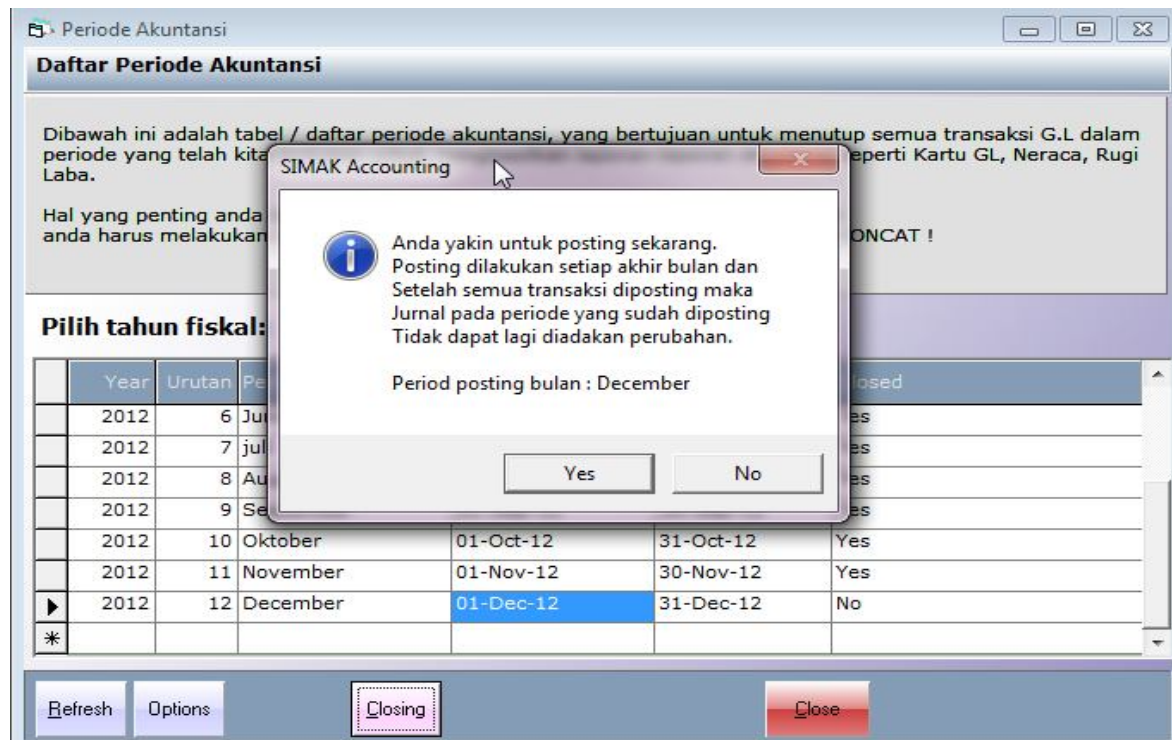 Periode Akuntansi
Daftar Periode Akuntansi
Dibawah ini adalah tabel / daftar periode akuntansi, yang bertujuan untuk menutup semua transaksi G.L dalam
periode yang telah kita eperti Kartu GL, Neraca, Rugi
Laba.
Hal yang penting anda
anda harus melakukan ONCAT !
SIMAK Accounting
Anda yakin untuk posting sekarang.
Posting dilakukan setiap akhir bulan dan
Setelah semua transaksi diposting maka
Jurnal pada periode yang sudah diposting
Tidak dapat lagi diadakan perubahan.
Period posting bulan : December
Yes No
Pilih tahun fiskal:
Year Urutan Pe losed
2012 6 Ju es
2012 7 jul es
2012 8 Au es
2012 9 Se es
2012 10 Oktober 01-Oct-12 31-Oct-12 Yes
2012 11 November 01-Nov-12 30-Nov-12 Yes
2012 12 December 01-Dec-12 31-Dec-12 No
Refresh Options Closing Close